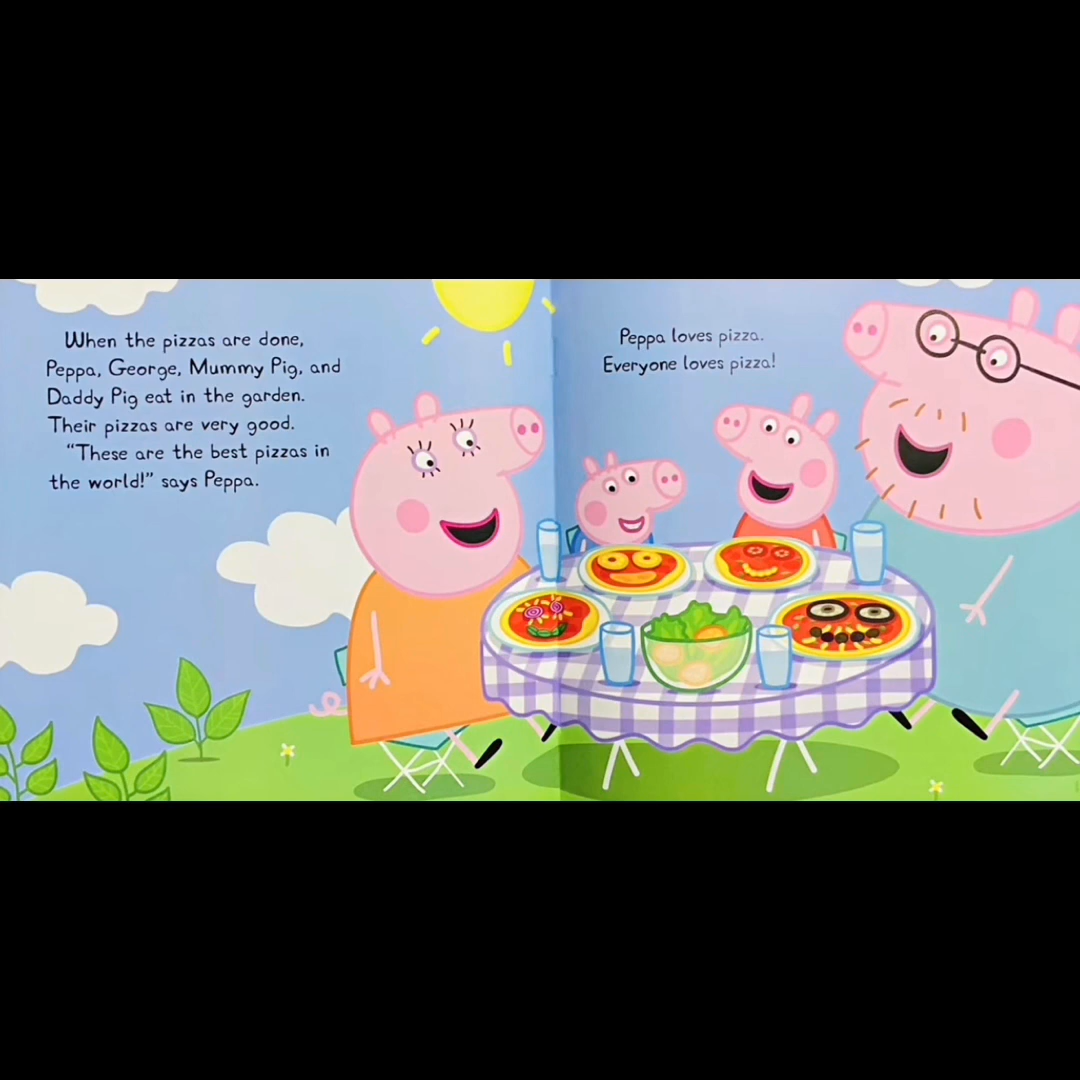 When the pizzas are done,
Peppa, George, Mummy Pig, and
Daddy Pig eat in the garden.
Their pizzas are very good.
“These are the best pizzas in
the world!” says Peppa.
Peppa loves pizza.
Everyone loves pizza!